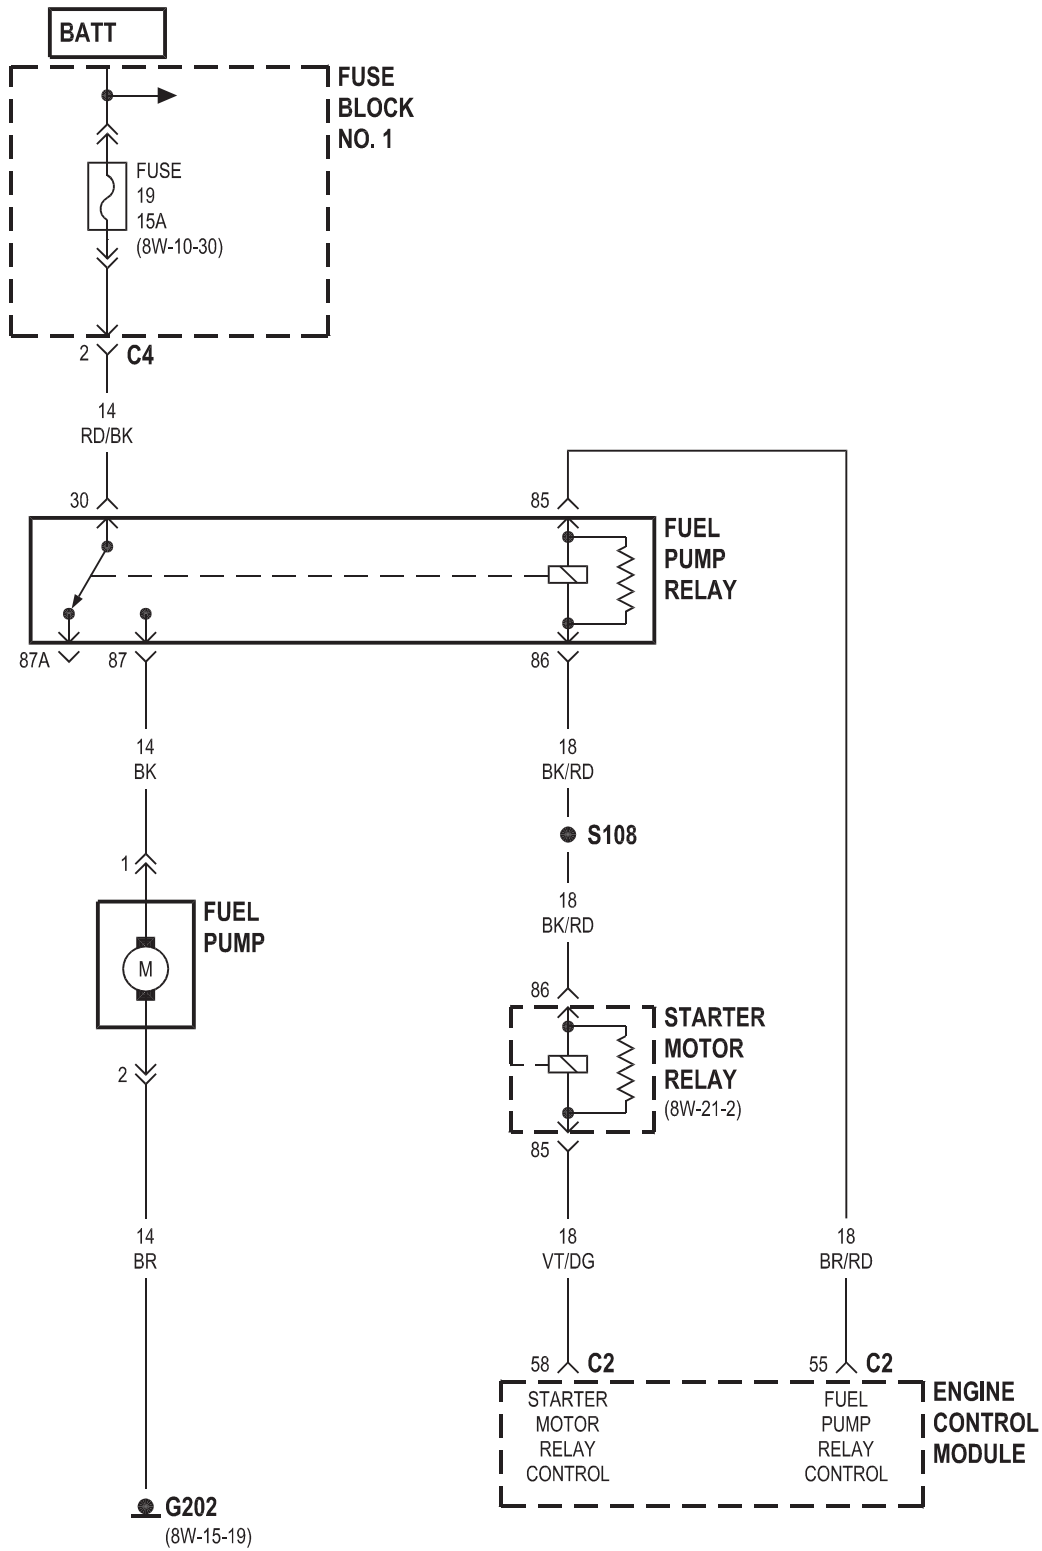 BATT
FUSE
BLOCK
NO. 1
FUSE
19
15A
(8W-10-30)
2
C4
14
RD/BK
30
85
FUEL
PUMP
RELAY
87A
87
86
14
BK
18
BK/RD
S108
1
18
BK/RD
FUEL
PUMP
M
86
STARTER
MOTOR
RELAY
(8W-21-2)
2
85
14
BR
18
VT/DG
18
BR/RD
58
C2
55
C2
STARTER
MOTOR
RELAY
CONTROL
FUEL
PUMP
RELAY
CONTROL
ENGINE
CONTROL
MODULE
G202
(8W-15-19)